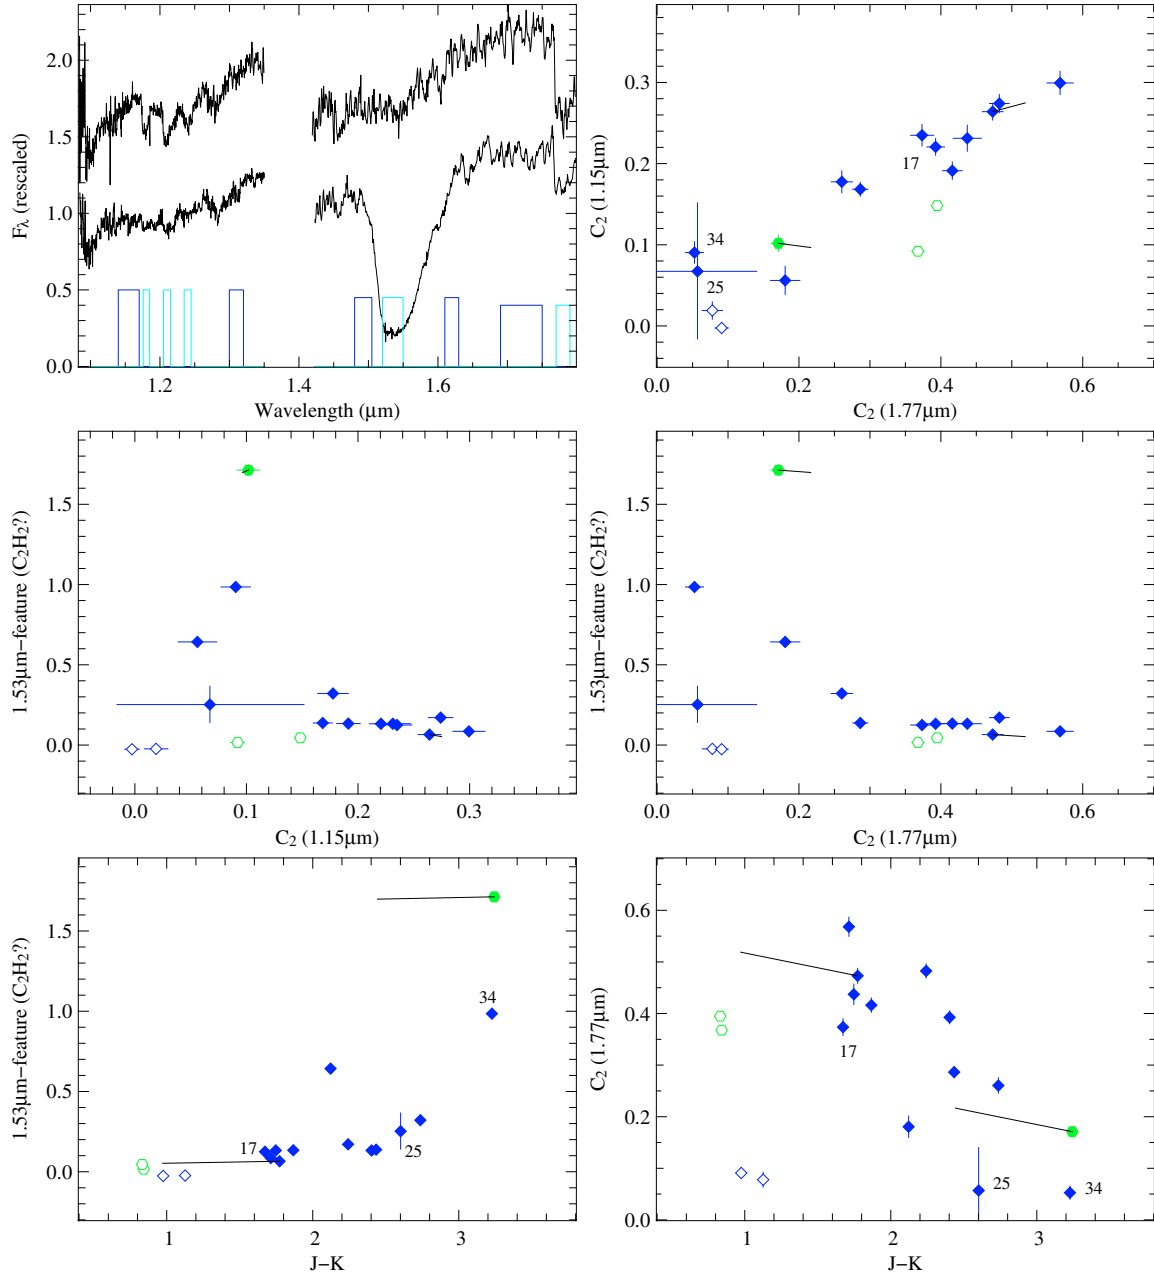 2.0
1.5
1.0
0.5
0.0
Fλ (rescaled)
1.2 1.4 1.6
Wavelength (μm)
C₂ (1.15μm)
0.3
0.2
0.1
0.0
17
34
25
0.0 0.2 0.4 0.6
C₂ (1.77μm)
1.53μm−feature (C₂H₂?)
1.5
1.0
0.5
0.0
0.0 0.1 0.2 0.3
C₂ (1.15μm)
1.53μm−feature (C₂H₂?)
1.5
1.0
0.5
0.0
0.0 0.2 0.4 0.6
C₂ (1.77μm)
1.53μm−feature (C₂H₂?)
1.5
1.0
0.5
0.0
34
17
25
1 2 3
J−K
C₂ (1.77μm)
0.6
0.4
0.2
0.0
17
25
34
1 2 3
J−K